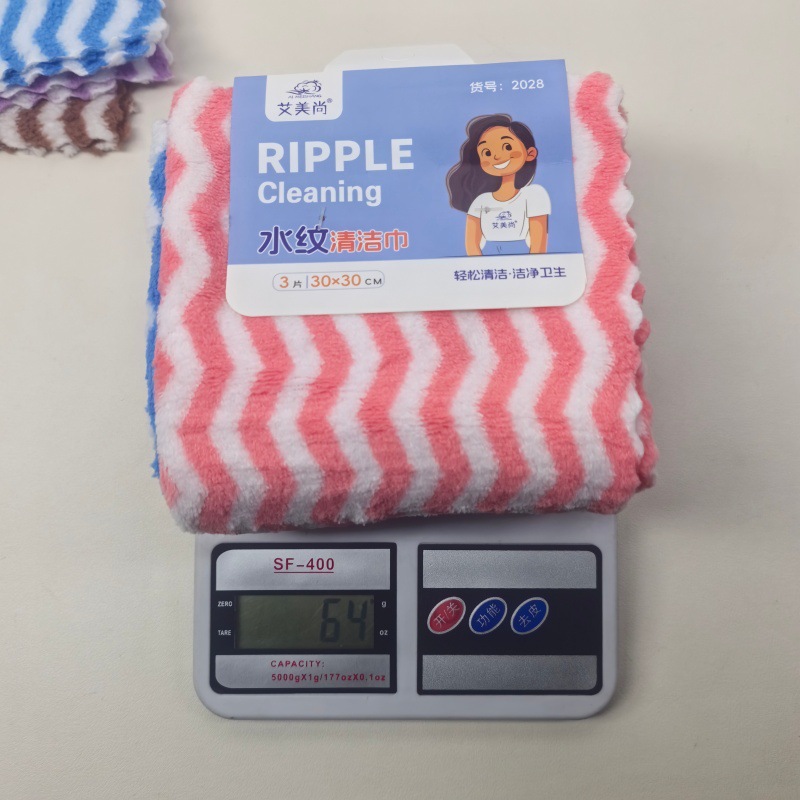 AIMEISHANG
艾美尚®
货号：2028
RIPPLE
Cleaning
水纹清洁巾
3片 30×30 CM
艾美尚
轻松清洁·洁净卫生
SF-400
ZERO
TARE
64
g
oz
CAPACITY:
5000gX1g/177ozX0.1oz
开/关
功能
去皮